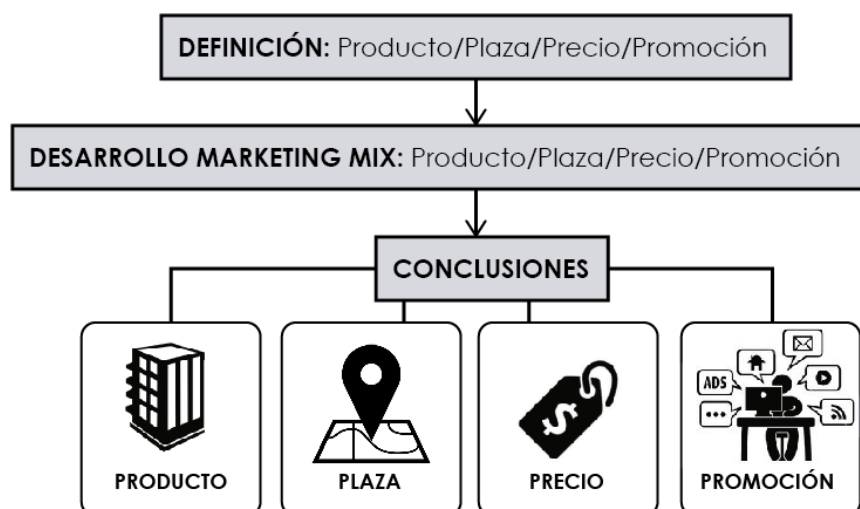 DEFINICIÓN: Producto/Plaza/Precio/Promoción
DESARROLLO MARKETING MIX: Producto/Plaza/Precio/Promoción
CONCLUSIONES
ADS
PRODUCTO
PLAZA
PRECIO
PROMOCIÓN